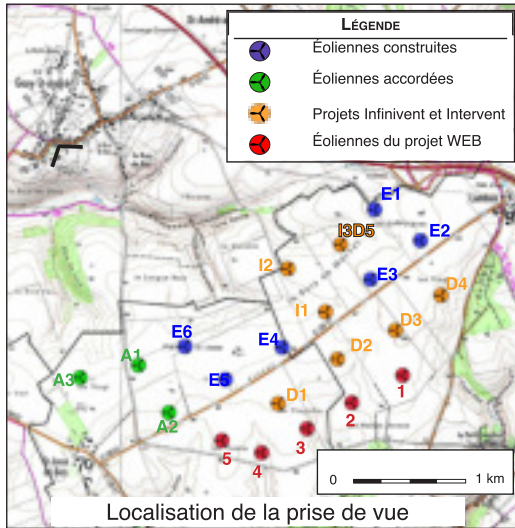 LÉGENDE
Éoliennes construites
Éoliennes accordées
Projets Infinivent et Intervent
Éoliennes du projet WEB
E1
I3D5
E2
I2
E3
D4
I1
D3
E6
E4
A1
D2
A3
E5
1
D1
2
A2
3
5
4
0
1 km
Localisation de la prise de vue